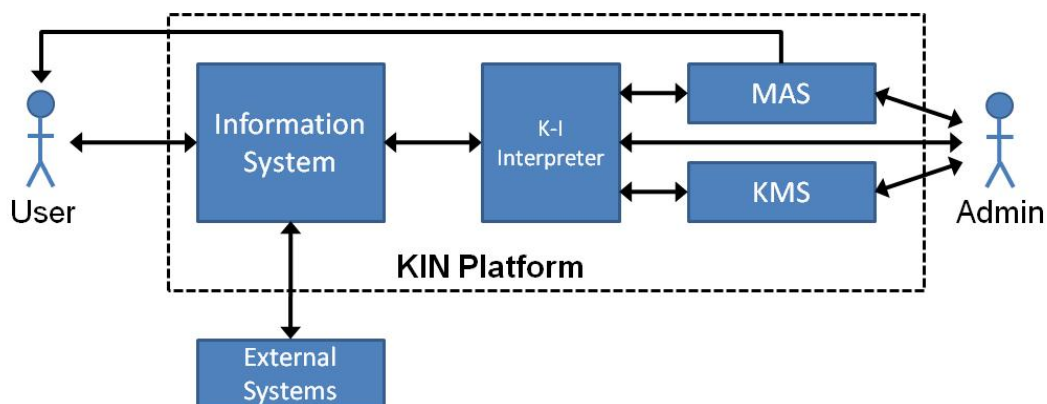 Information
System
K-I
Interpreter
MAS
KMS
User
Admin
KIN Platform
External
Systems